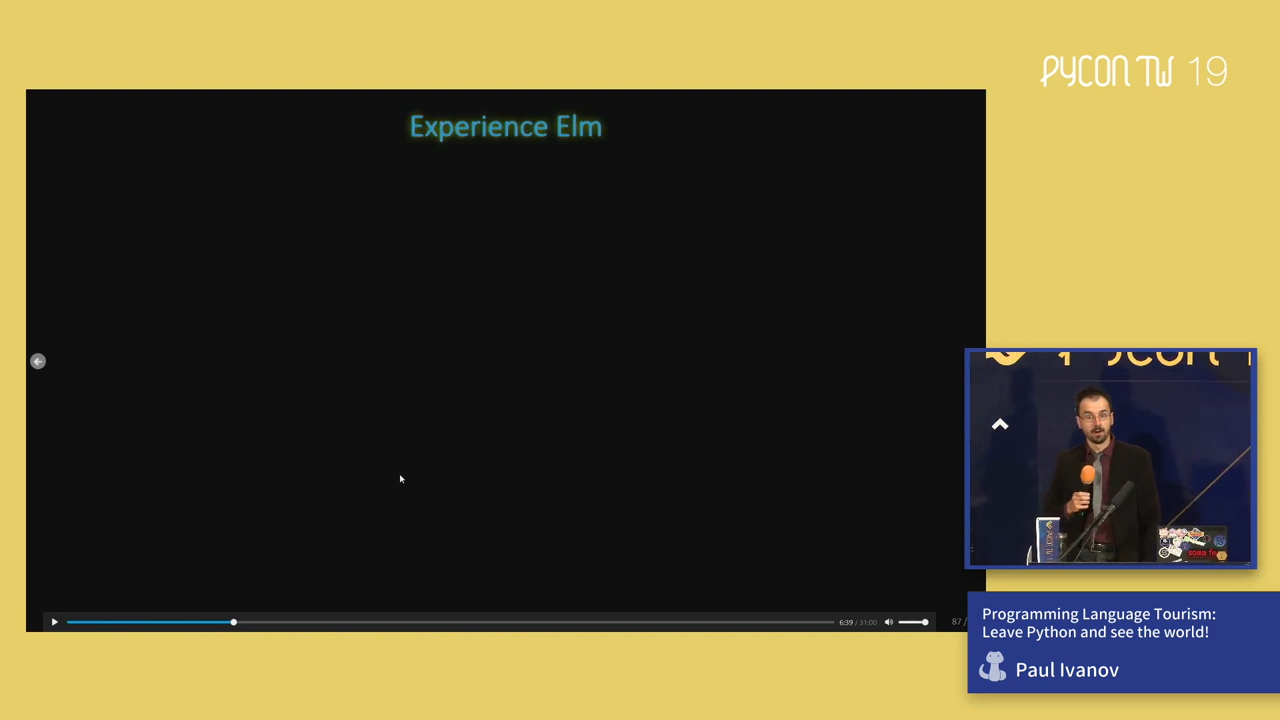 PYCON TW 19
Experience Elm
6:39 / 31:00
87/
Programming Language Tourism:
Leave Python and see the world!
Paul Ivanov